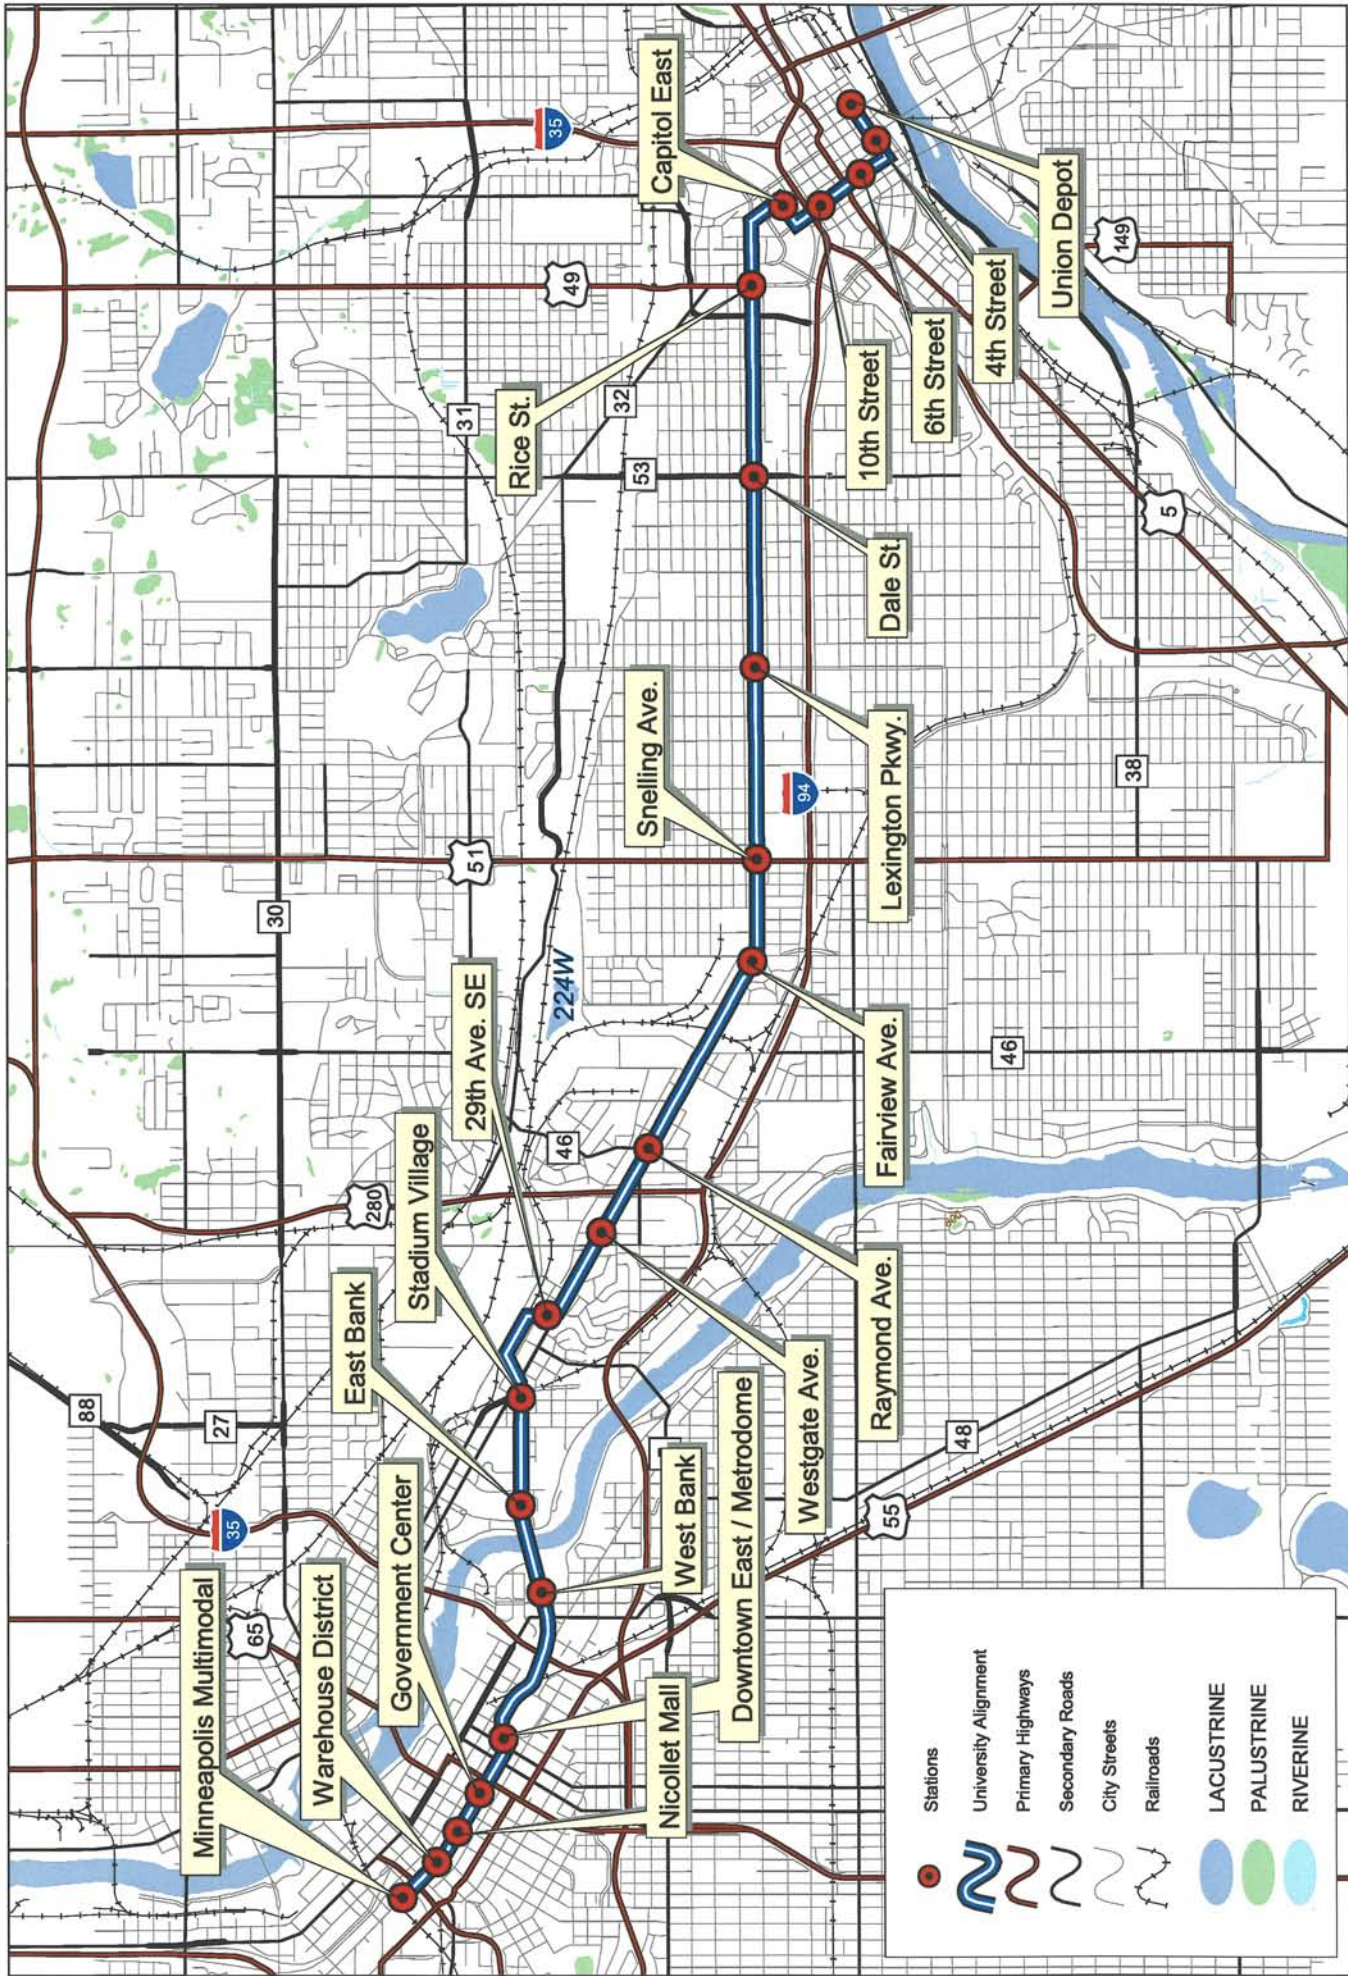 Minneapolis Multimodal
Warehouse District
Government Center
East Bank
Stadium Village
29th Ave. SE
Snelling Ave.
Rice St.
Capitol East
Nicollet Mall
Downtown East / Metrodome
West Bank
Westgate Ave.
Raymond Ave.
Fairview Ave.
Lexington Pkwy.
Dale St.
10th Street
6th Street
4th Street
Union Depot
224W
88
27
35
65
280
30
46
51
31
49
35
32
53
94
46
38
5
149
48
55
Stations
University Alignment
Primary Highways
Secondary Roads
City Streets
Railroads
LACUSTRINE
PALUSTRINE
RIVERINE